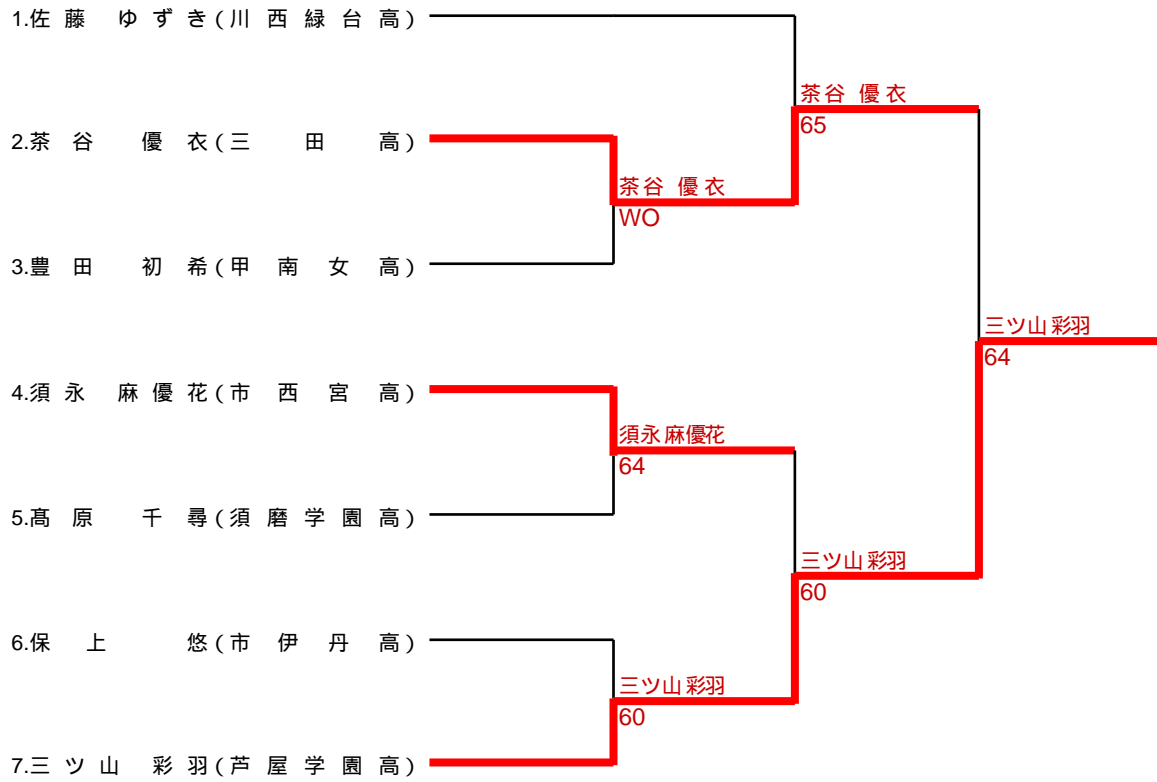 1.佐藤 ゆずき(川西緑台高)
茶谷 優衣
65
2.茶谷 優衣(三田高)
茶谷 優衣
WO
3.豊田 初希(甲南女高)
三ツ山 彩羽
64
4.須永 麻優花(市西宮高)
須永 麻優花
64
5.髙原 千尋(須磨学園高)
三ツ山 彩羽
60
6.保上 悠(市伊丹高)
三ツ山 彩羽
60
7.三ツ山 彩羽(芦屋学園高)